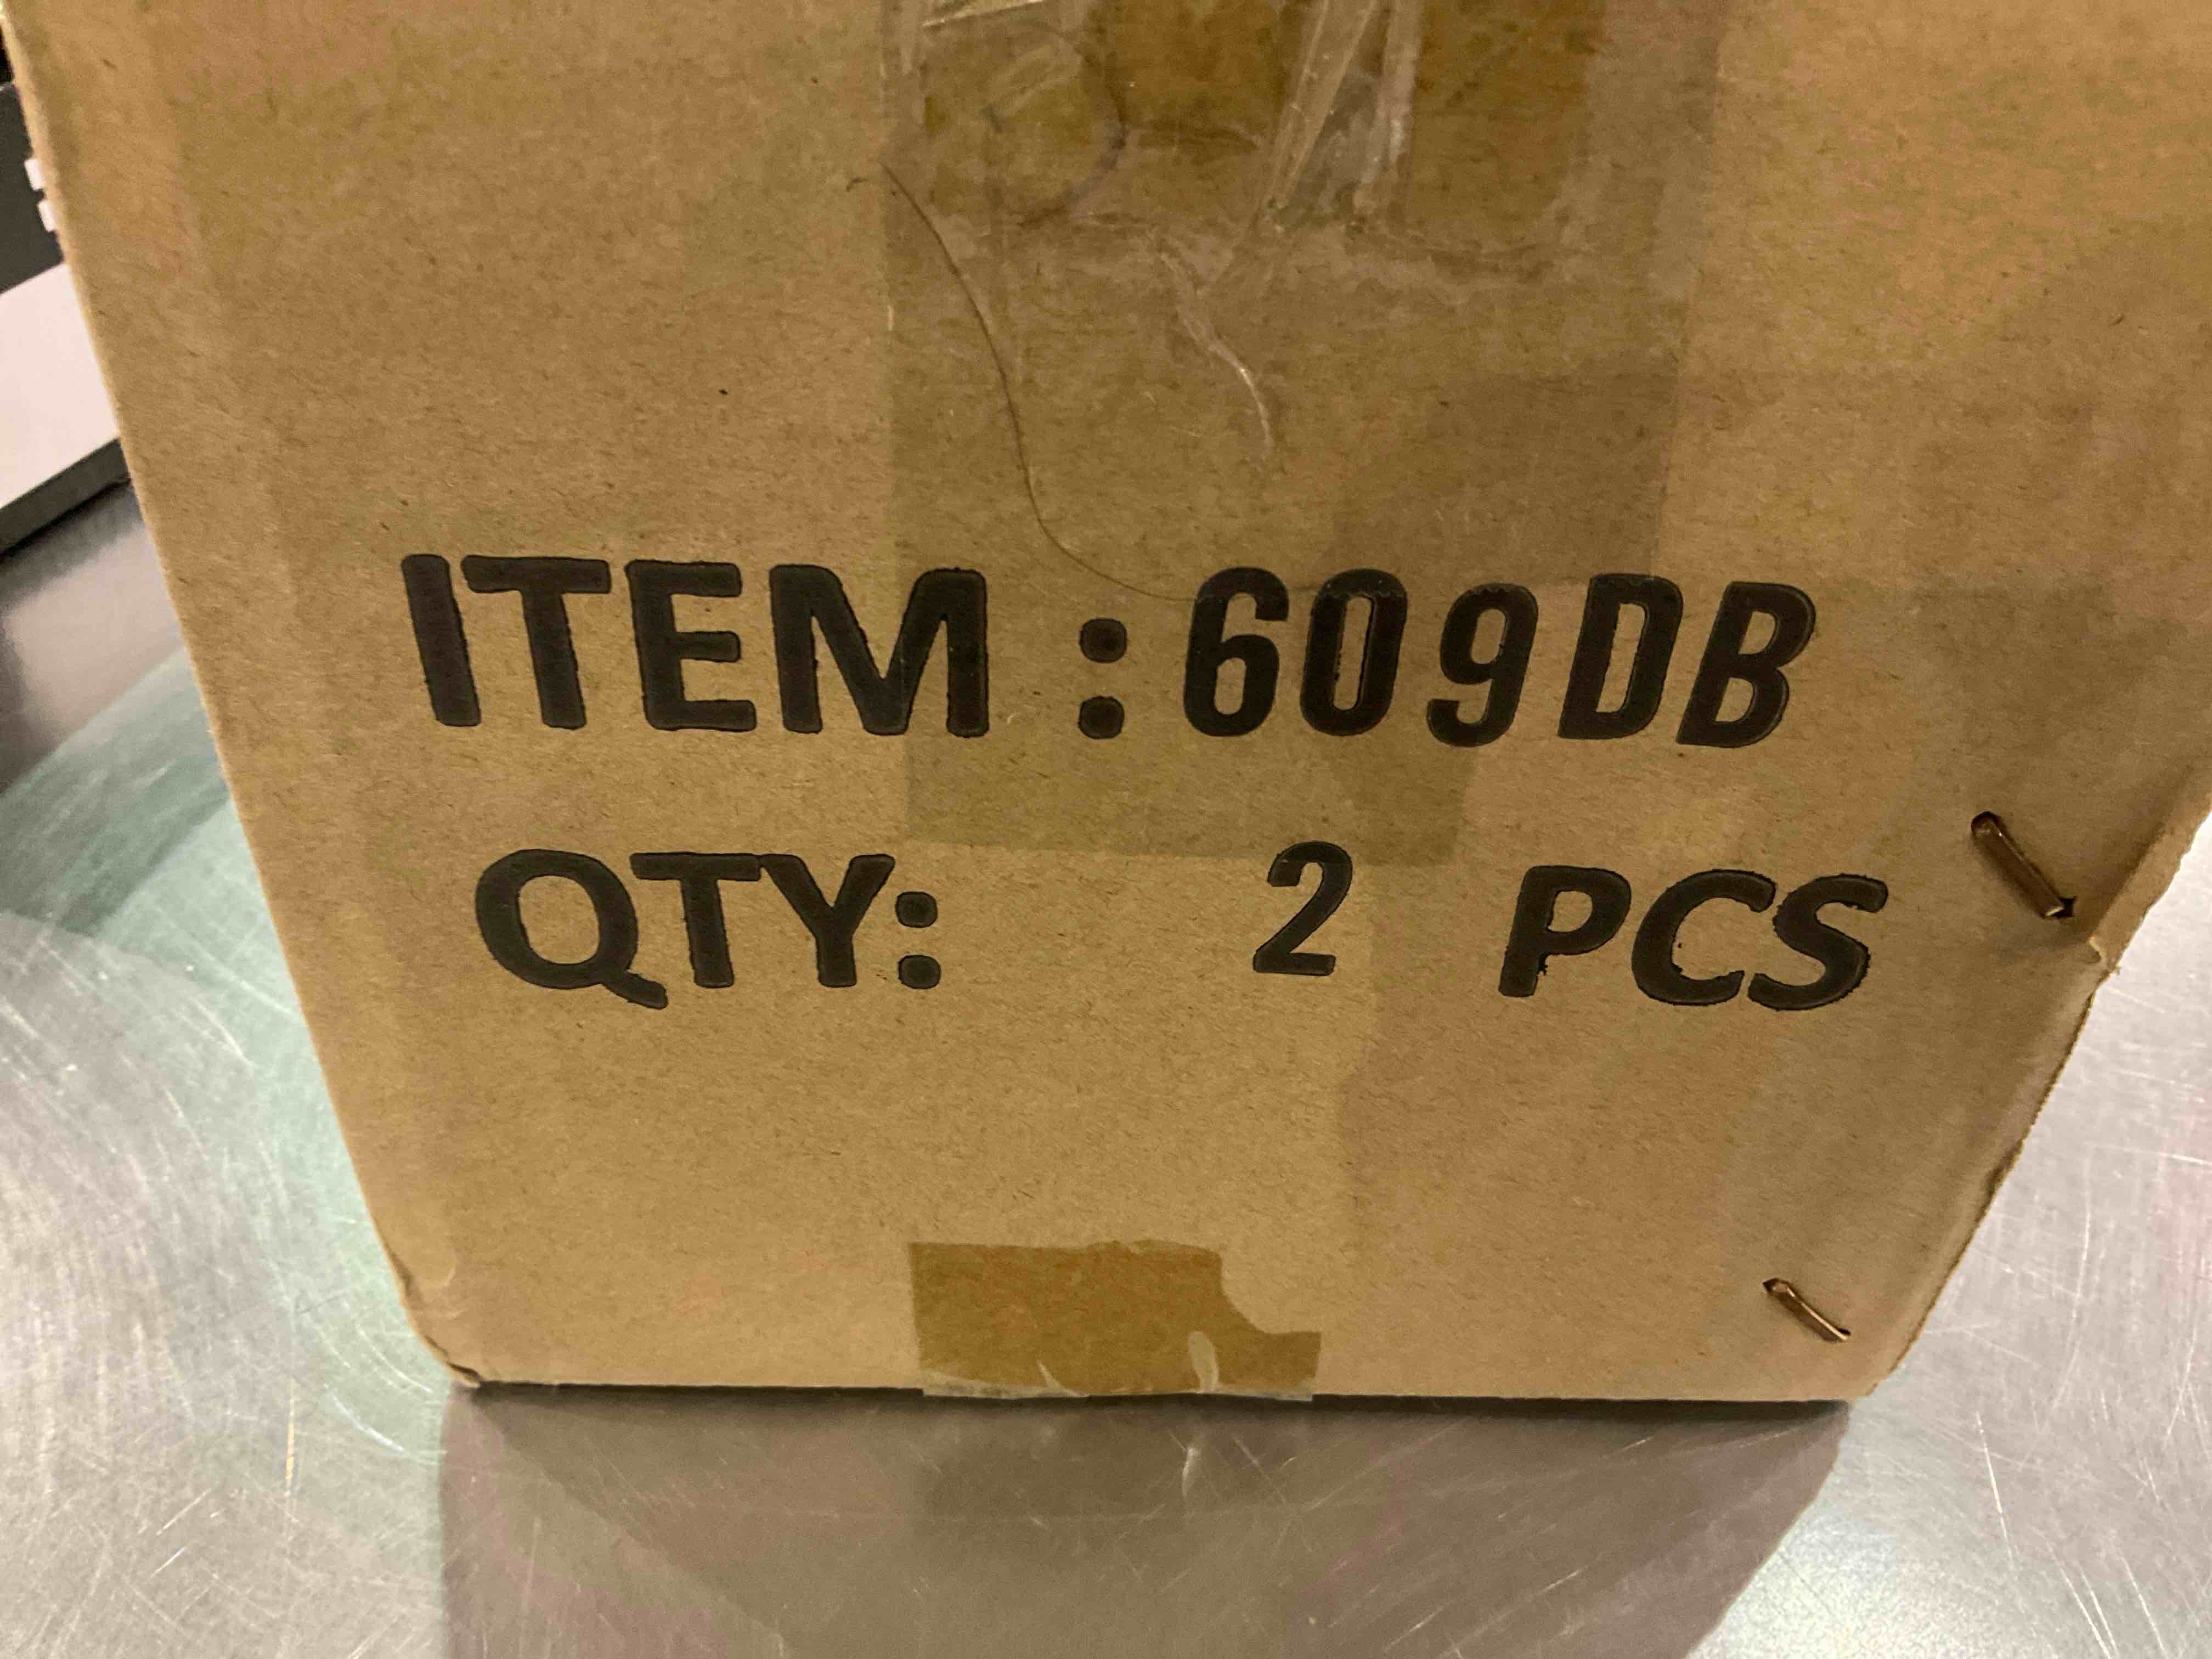 ITEM :609DB
QTY: 2 PCS